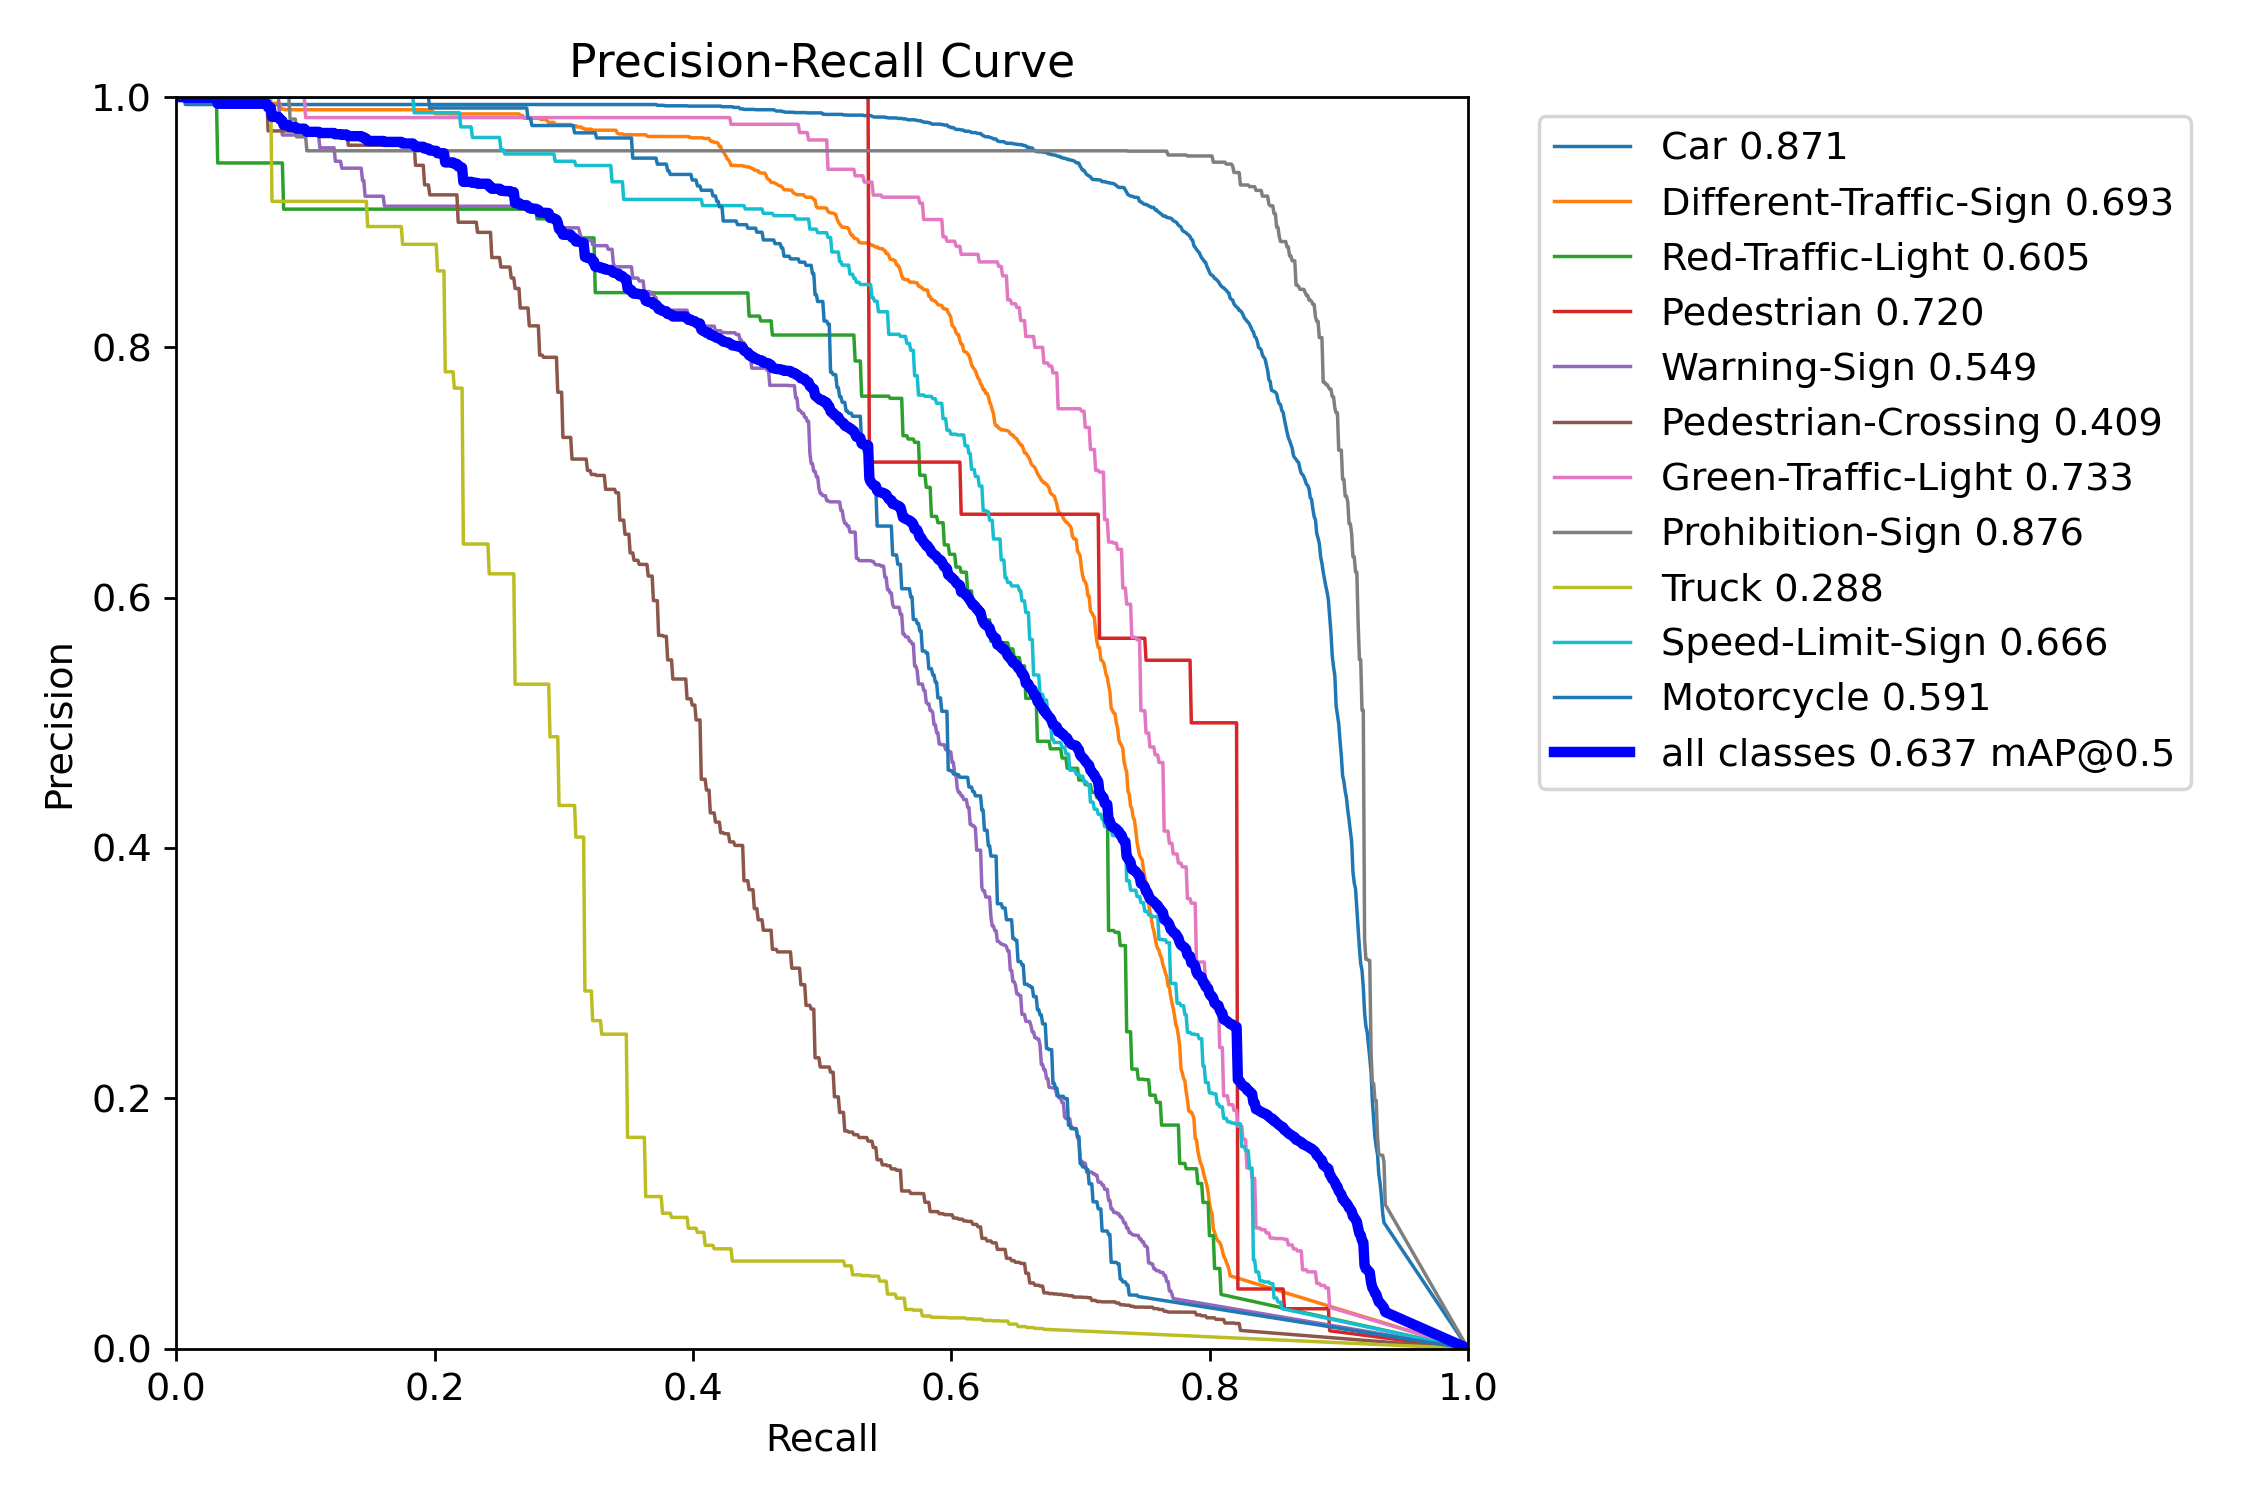 Precision-Recall Curve
1.0
0.8
0.6
0.4
0.2
0.0
Precision
0.0 0.2 0.4 0.6 0.8 1.0
Recall
Car 0.871
Different-Traffic-Sign 0.693
Red-Traffic-Light 0.605
Pedestrian 0.720
Warning-Sign 0.549
Pedestrian-Crossing 0.409
Green-Traffic-Light 0.733
Prohibition-Sign 0.876
Truck 0.288
Speed-Limit-Sign 0.666
Motorcycle 0.591
all classes 0.637 mAP@0.5